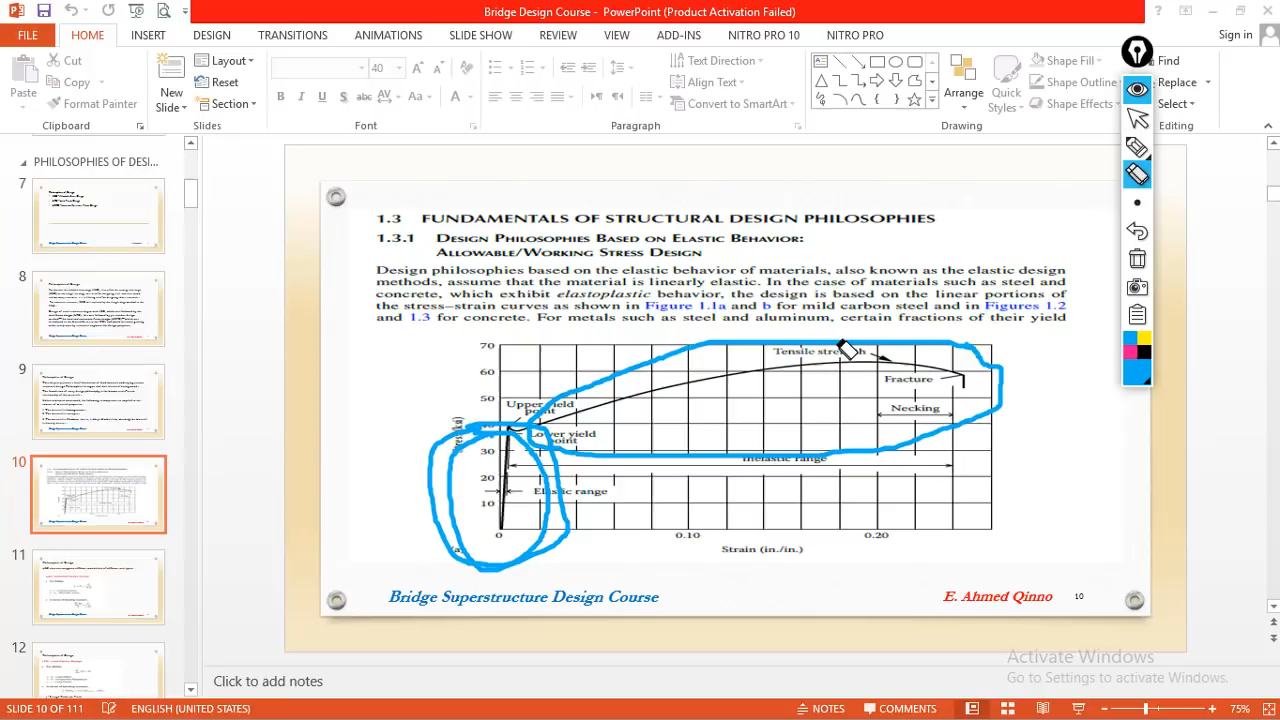 Bridge Design Course - PowerPoint (Product Activation Failed)
FILE HOME INSERT DESIGN TRANSITIONS ANIMATIONS SLIDE SHOW REVIEW VIEW ADD-INS NITRO PRO 10 NITRO PRO Sign in
Paste
Cut
Copy
Format Painter
Clipboard
New Slide
Layout
Reset
Section
Slides
40
Font
Text Direction
Align Text
Convert to SmartArt
Paragraph
Arrange
Quick Styles
Shape Fill
Shape Outline
Shape Effects
Drawing
Find
Replace
Select
Editing
PHILOSOPHIES OF DESI...
7
8
9
10
11
12
1.3 FUNDAMENTALS OF STRUCTURAL DESIGN PHILOSOPHIES
1.3.1 DESIGN PHILOSOPHIES BASED ON ELASTIC BEHAVIOR:
ALLOWABLE/WORKING STRESS DESIGN
Design philosophies based on the elastic behavior of materials, also known as the elastic design
methods, assume that the material is linearly elastic. In the case of materials such as steel and
concrete, which exhibit elastoplastic behavior, the design is based on the linear portions of
the stress–strain curves as shown in Figure 1.1a and b for mild carbon steel and in Figures 1.2
and 1.3 for concrete. For metals such as steel and aluminum, certain fractions of their yield
70
60
50
30
20
10
0 0.10 0.20
Strain (in./in.)
Tensile strength
Fracture
Necking
Upper yield
point
Lower yield
point
Inelastic range
Elastic range
Bridge Superstructure Design Course E. Ahmed Qinno 10
Activate Windows
Go to Settings to activate Windows.
Click to add notes
SLIDE 10 OF 111 ENGLISH (UNITED STATES) NOTES COMMENTS 75%